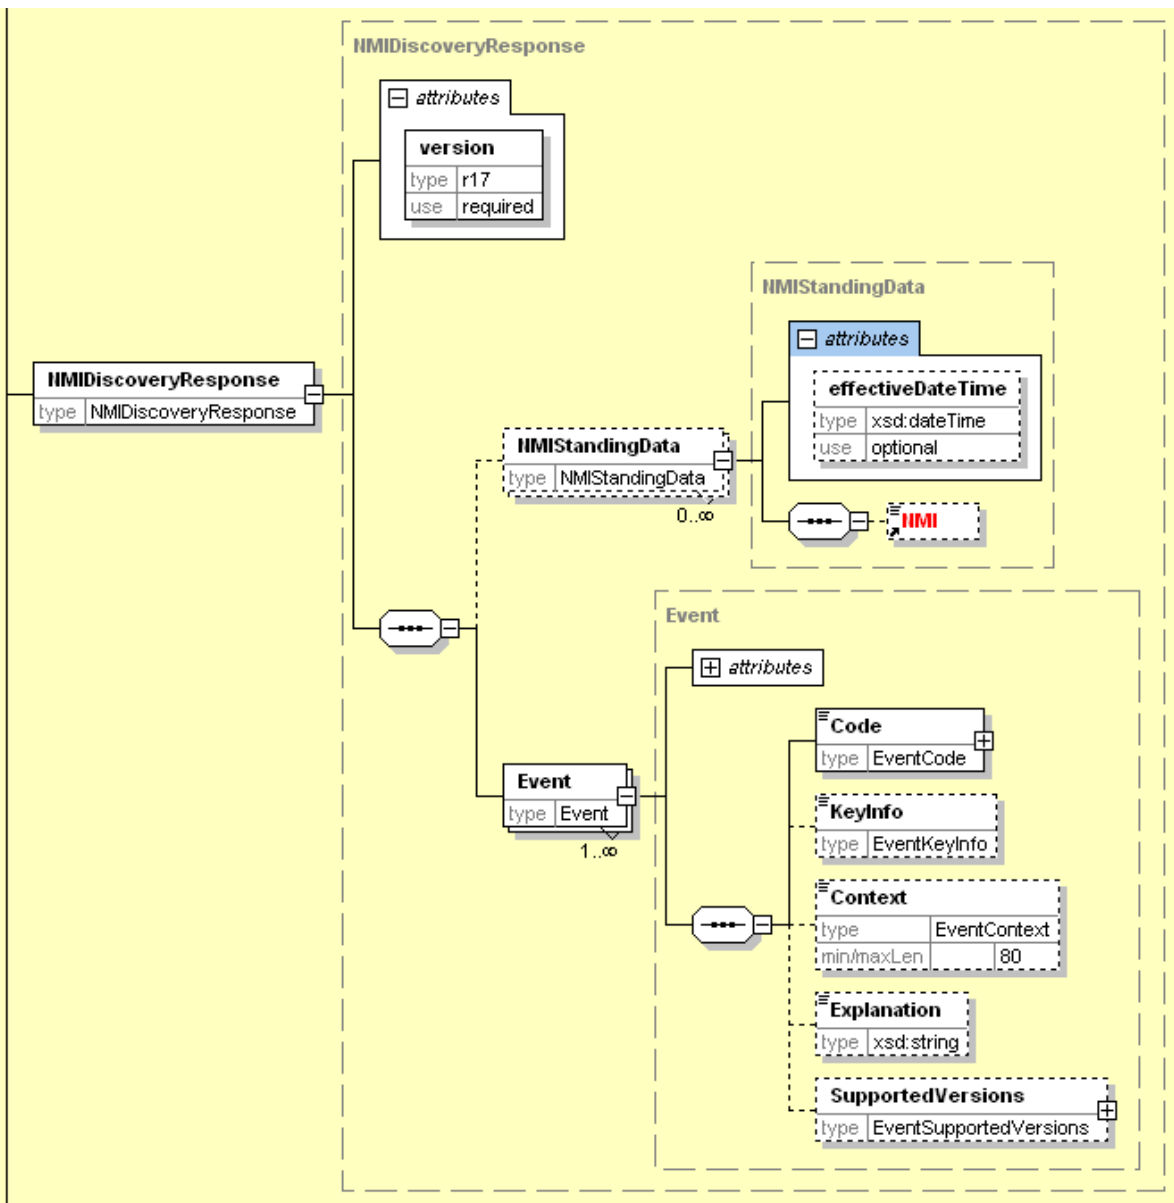 NMIDiscoveryResponse
attributes
version
type r17
use required
NMIStandingData
attributes
effectiveDateTime
type xsd:dateTime
use optional
NMIDiscoveryResponse
type NMIDiscoveryResponse
NMIStandingData
type NMIStandingData
0..∞
NMI
Event
attributes
Code
type EventCode
Event
type Event
1..∞
KeyInfo
type EventKeyInfo
Context
type EventContext
min/maxLen 80
Explanation
type xsd:string
SupportedVersions
type EventSupportedVersions